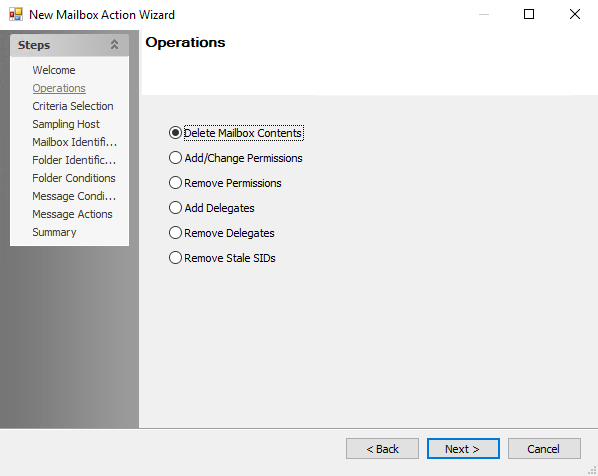 New Mailbox Action Wizard
Steps
Welcome
Operations
Criteria Selection
Sampling Host
Mailbox Identifi...
Folder Identific...
Folder Conditions
Message Condi...
Message Actions
Summary
Operations
Delete Mailbox Contents
Add/Change Permissions
Remove Permissions
Add Delegates
Remove Delegates
Remove Stale SIDs
< Back
Next >
Cancel